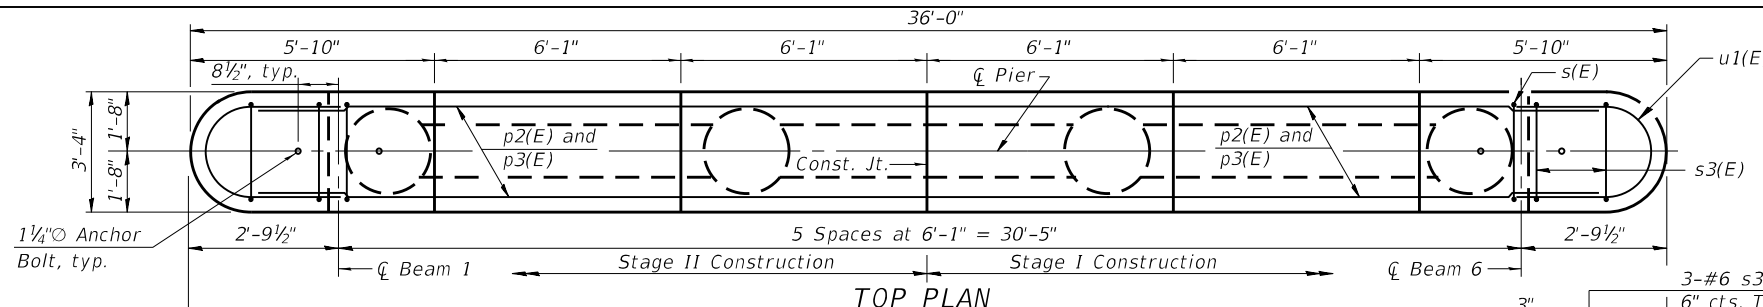 36'-0"
5'-10" 6'-1" 6'-1" 6'-1" 6'-1" 5'-10"
8½", typ.
℄ Pier
s(E)
u1(E
3'-4"
1'-8"
1'-8"
p2(E) and
p3(E)
Const. Jt.
p2(E) and
p3(E)
s3(E)
1¼"∅ Anchor
Bolt, typ.
2'-9½" 5 Spaces at 6'-1" = 30'-5" 2'-9½"
℄ Beam 1
Stage II Construction
Stage I Construction
℄ Beam 6
TOP PLAN
3"
3-#6 s3
6" cts. T